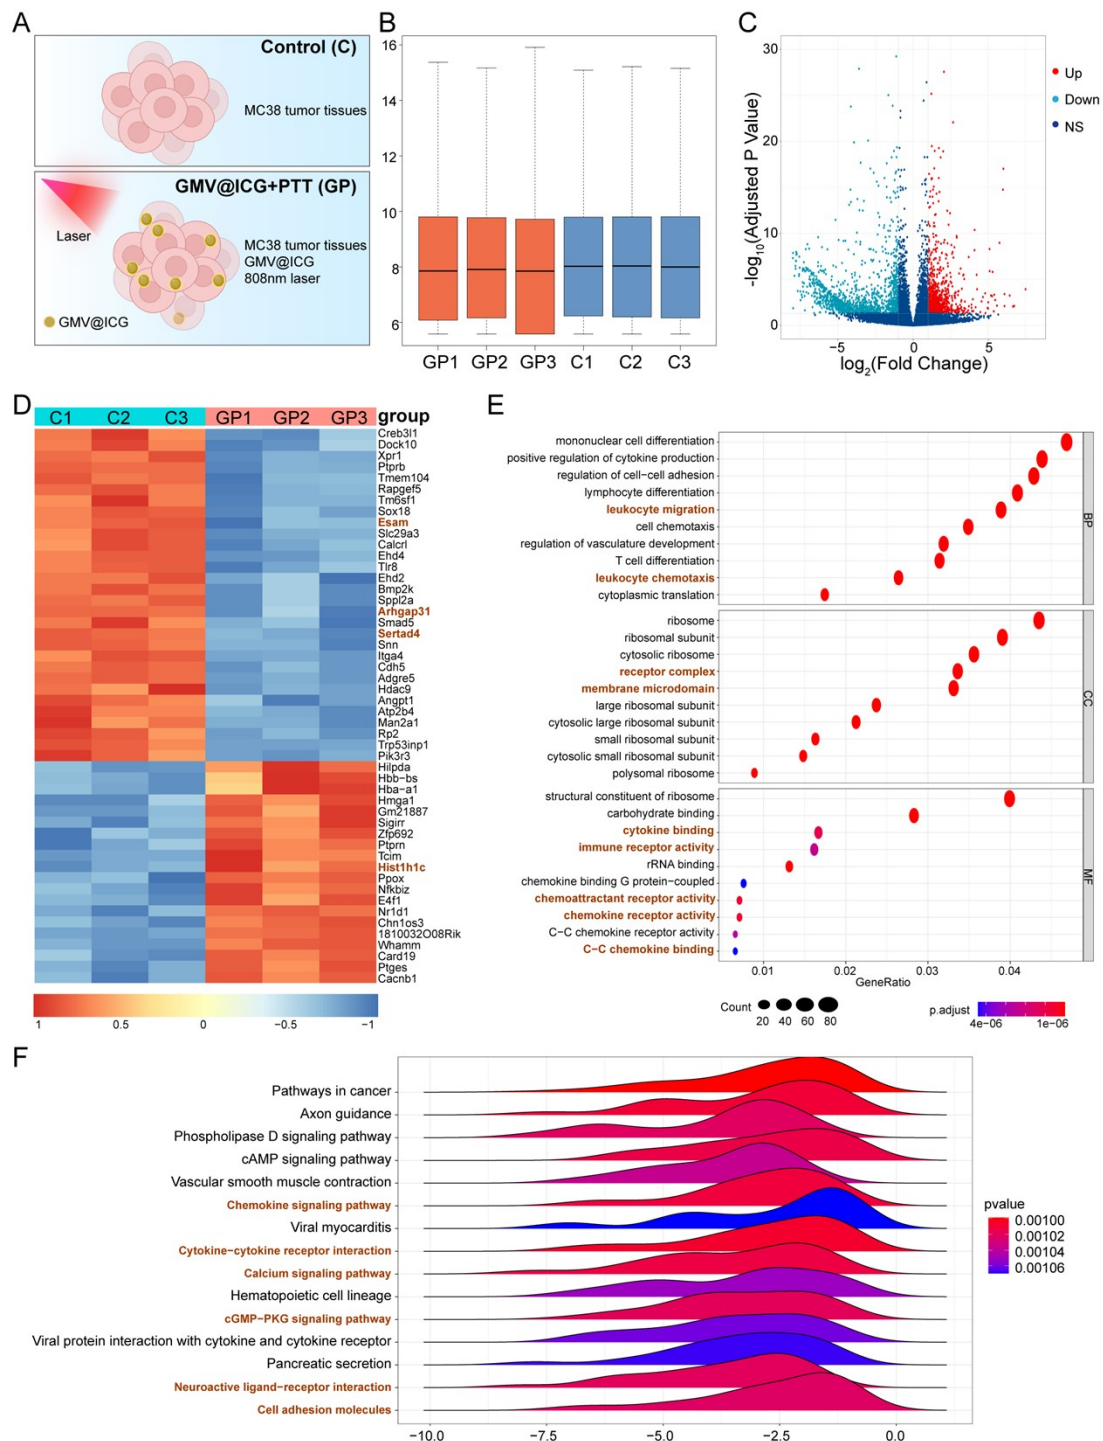 A
Control (C)
MC38 tumor tissues
GMV@ICG+PTT (GP)
Laser
MC38 tumor tissues
GMV@ICG
808nm laser
GMV@ICG
B
16
14
12
10
8
6
GP1 GP2 GP3 C1 C2 C3
C
30
20
10
0
-log10(Adjusted P Value)
−5 0 5
log2(Fold Change)
Up
Down
NS
D
C1 C2 C3 GP1 GP2 GP3 group
Creb3l1
Dock10
Xpr1
Ptprb
Tmem104
Rapgef5
Tm6sf1
Sox18
Esam
Slc29a3
Calcrl
Ehd4
Tlr8
Ehd2
Bmp2k
Sppl2a
Arhgap31
Smad5
Sertad4
Snn
Itga4
Cdh5
Adgre5
Hdac9
Angpt1
Atp2b4
Man2a1
Rp2
Trp53inp1
Pik3r3
Hilpda
Hbb−bs
Hba−a1
Hmga1
Gm21887
Sigirr
Zfp692
Ptprn
Tcim
Hist1h1c
Ppox
Nfkbiz
E4f1
Nr1d1
Chn1os3
1810032O08Rik
Whamm
Card19
Ptges
Cacnb1
1 0.5 0 −0.5 −1
E
mononuclear cell differentiation
positive regulation of cytokine production
regulation of cell−cell adhesion
lymphocyte differentiation
leukocyte migration
cell chemotaxis
regulation of vasculature development
T cell differentiation
leukocyte chemotaxis
cytoplasmic translation
BP
ribosome
ribosomal subunit
cytosolic ribosome
receptor complex
membrane microdomain
large ribosomal subunit
cytosolic large ribosomal subunit
small ribosomal subunit
cytosolic small ribosomal subunit
polysomal ribosome
CC
structural constituent of ribosome
carbohydrate binding
cytokine binding
immune receptor activity
rRNA binding
chemokine binding G protein−coupled
chemoattractant receptor activity
chemokine receptor activity
C−C chemokine receptor activity
C−C chemokine binding
MF
0.01 0.02 0.03 0.04
GeneRatio
Count
20 40 60 80
p.adjust
4e−06 1e−06
F
Pathways in cancer
Axon guidance
Phospholipase D signaling pathway
cAMP signaling pathway
Vascular smooth muscle contraction
Chemokine signaling pathway
Viral myocarditis
Cytokine−cytokine receptor interaction
Calcium signaling pathway
Hematopoietic cell lineage
cGMP−PKG signaling pathway
Viral protein interaction with cytokine and cytokine receptor
Pancreatic secretion
Neuroactive ligand−receptor interaction
Cell adhesion molecules
−10.0 −7.5 −5.0 −2.5 0.0
pvalue
0.00100
0.00102
0.00104
0.00106